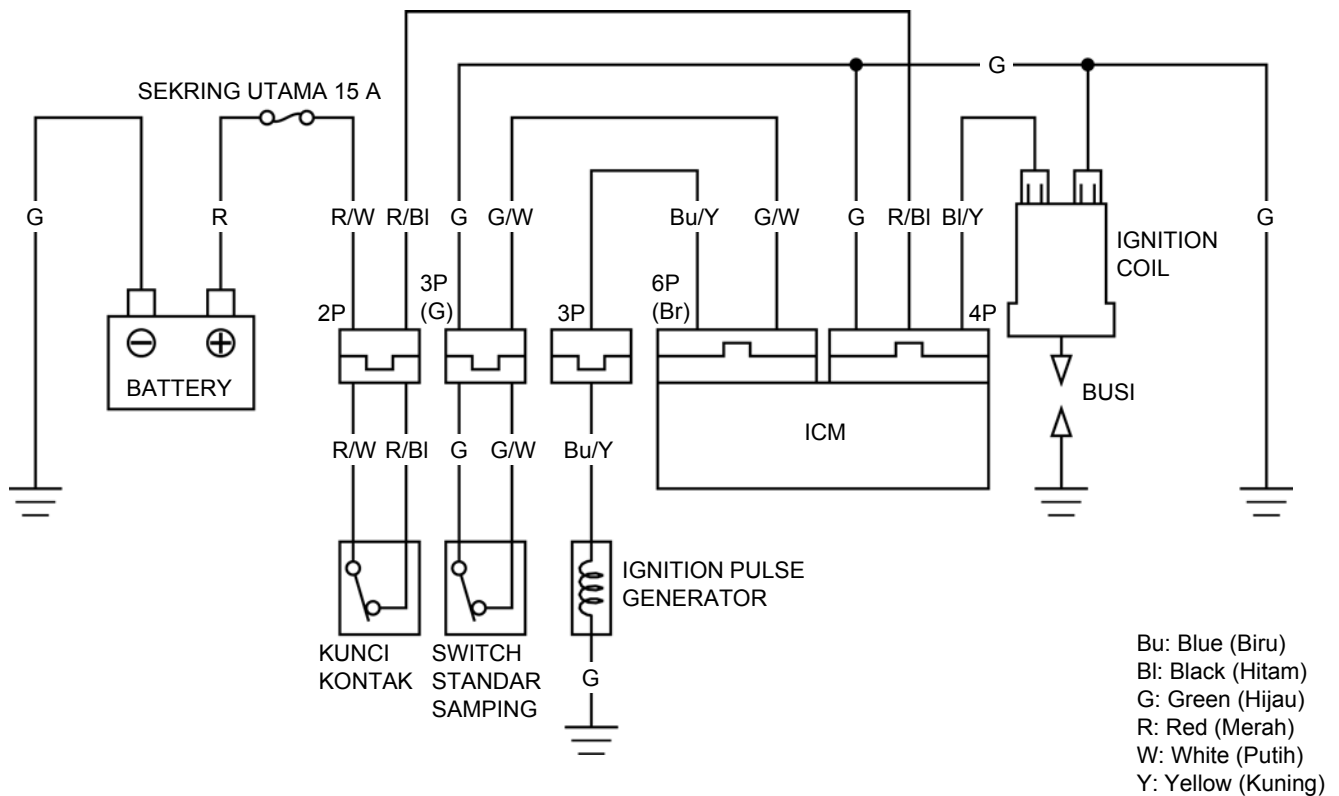 G
SEKRING UTAMA 15 A
G R R/W R/Bl G G/W Bu/Y G/W G R/Bl Bl/Y G
IGNITION
COIL
2P
3P
(G)
3P
6P
(Br)
4P
BATTERY
BUSI
ICM
R/W R/Bl G G/W Bu/Y
IGNITION PULSE
GENERATOR
KUNCI
KONTAK
SWITCH
STANDAR
SAMPING
G
Bu: Blue (Biru)
Bl: Black (Hitam)
G: Green (Hijau)
R: Red (Merah)
W: White (Putih)
Y: Yellow (Kuning)